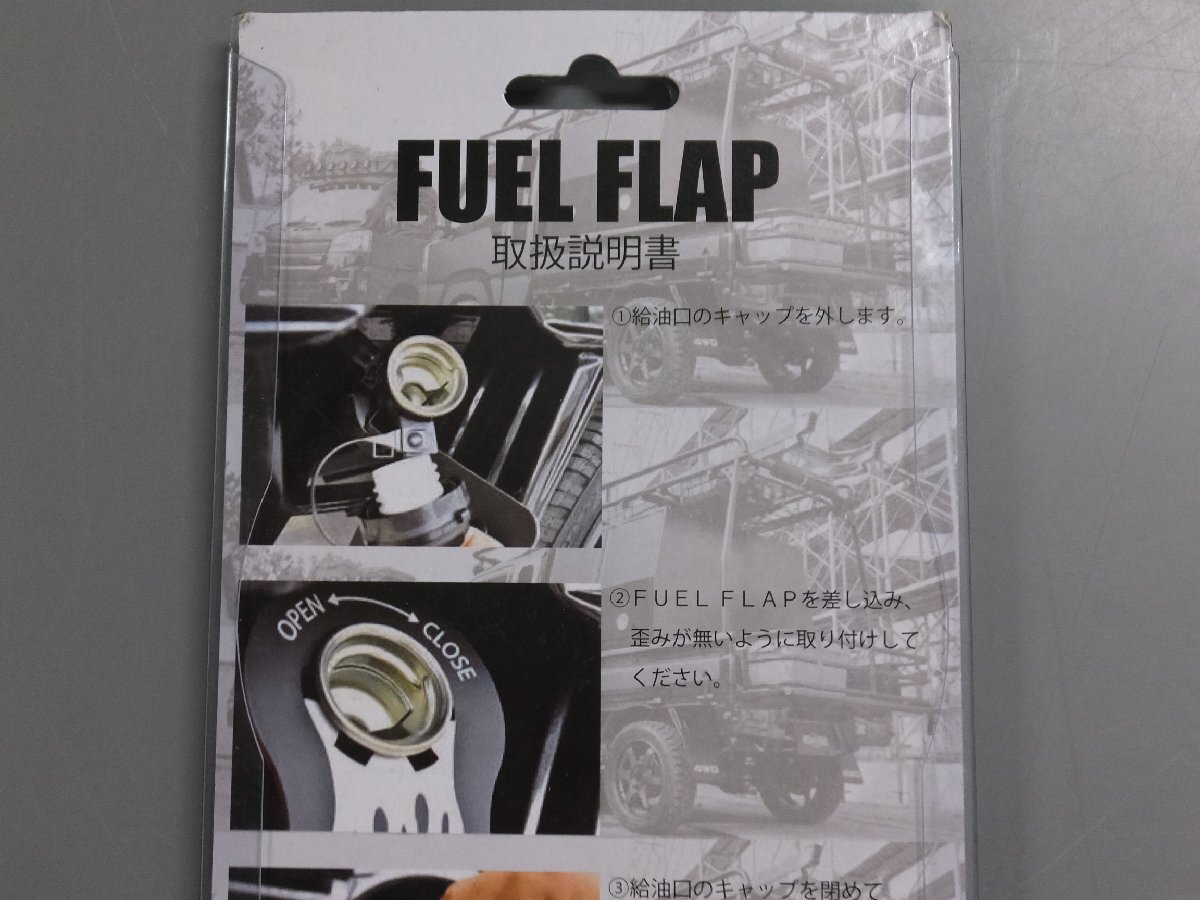 FUEL FLAP
取扱説明書
①給油口のキャップを外します。
OPEN
CLOSE
②ＦＵＥＬ ＦＬＡＰを差し込み、
歪みが無いように取り付けして
ください。
③給油口のキャップを閉めて